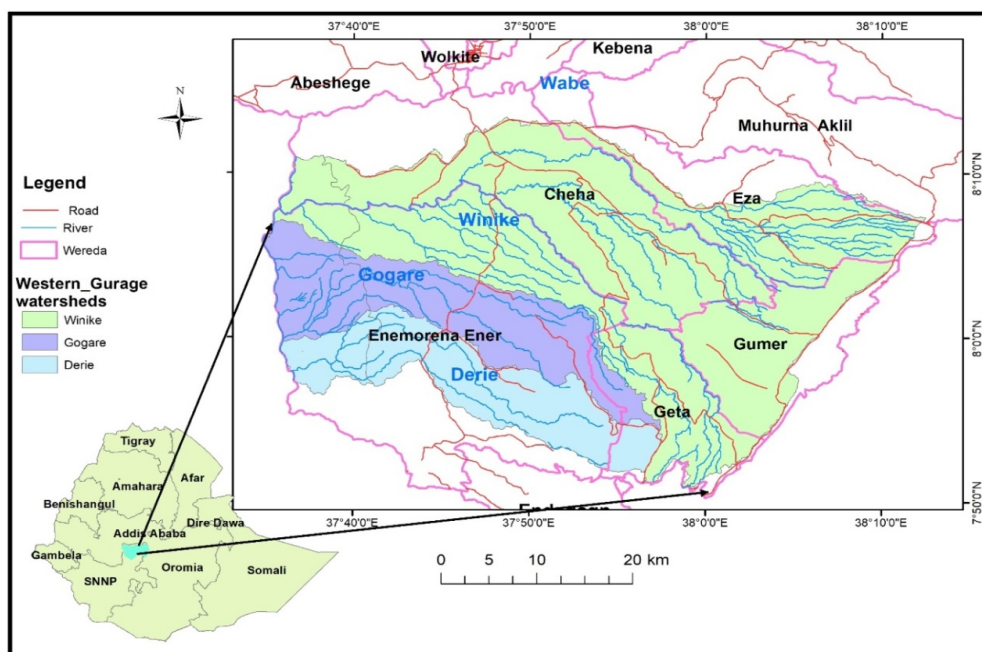 37°40'0"E
37°50'0"E
38°0'0"E
38°10'0"E
Kebena
Wolkite
Abeshege
Wabe
N
Muhurna Aklil
8°10'0"N
Legend
Road
River
Wereda
Western_Gurage
watersheds
Winike
Gogare
Derie
Cheha
Eza
Winike
Gogare
Enemorena Ener
Gumer
8°0'0"N
Derie
Geta
7°50'0"N
37°40'0"E
37°50'0"E
38°0'0"E
38°10'0"E
0 5 10 20 km
Tigray
Afar
Amahara
Benishangul
Dire Dawa
Addis Ababa
Gambela
Oromia
Somali
SNNP